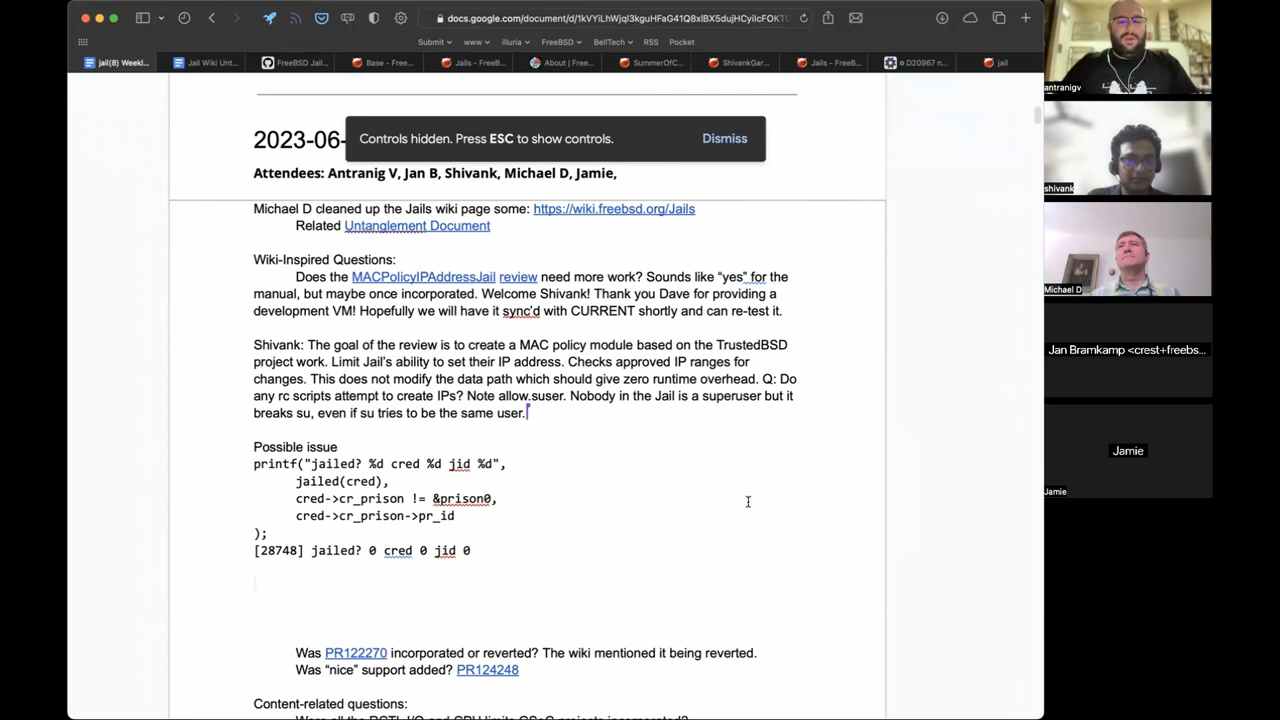 docs.google.com/document/d/1kVYiLhWjql3kguHFaG41Q8xlBX5dujHCyilcFOKTC
Submit www illuria FreeBSD BellTech RSS Pocket
jail(8) Weekl... Jail Wiki Unt... FreeBSD Jail... Base - Free... Jails - FreeB... About | Free... SummerOfC... ShivankGar... Jails - FreeB... D20967 n... jail
2023-06-
Controls hidden. Press ESC to show controls. Dismiss
Attendees: Antranig V, Jan B, Shivank, Michael D, Jamie,
Michael D cleaned up the Jails wiki page some: https://wiki.freebsd.org/Jails
Related Untanglement Document
Wiki-Inspired Questions:
Does the MACPolicyIPAddressJail review need more work? Sounds like “yes” for the
manual, but maybe once incorporated. Welcome Shivank! Thank you Dave for providing a
development VM! Hopefully we will have it sync’d with CURRENT shortly and can re-test it.
Shivank: The goal of the review is to create a MAC policy module based on the TrustedBSD
project work. Limit Jail’s ability to set their IP address. Checks approved IP ranges for
changes. This does not modify the data path which should give zero runtime overhead. Q: Do
any rc scripts attempt to create IPs? Note allow.suser. Nobody in the Jail is a superuser but it
breaks su, even if su tries to be the same user.
Possible issue
printf("jailed? %d cred %d jid %d",
jailed(cred),
cred->cr_prison != &prison0,
cred->cr_prison->pr_id
);
[28748] jailed? 0 cred 0 jid 0
Was PR122270 incorporated or reverted? The wiki mentioned it being reverted.
Was “nice” support added? PR124248
Content-related questions:
Were all the RCTL I/O and CPU limits GSoC projects incorporated?
antranigv
shivank
Michael D
Jan Bramkamp <crest+freebs...
Jamie
Jamie